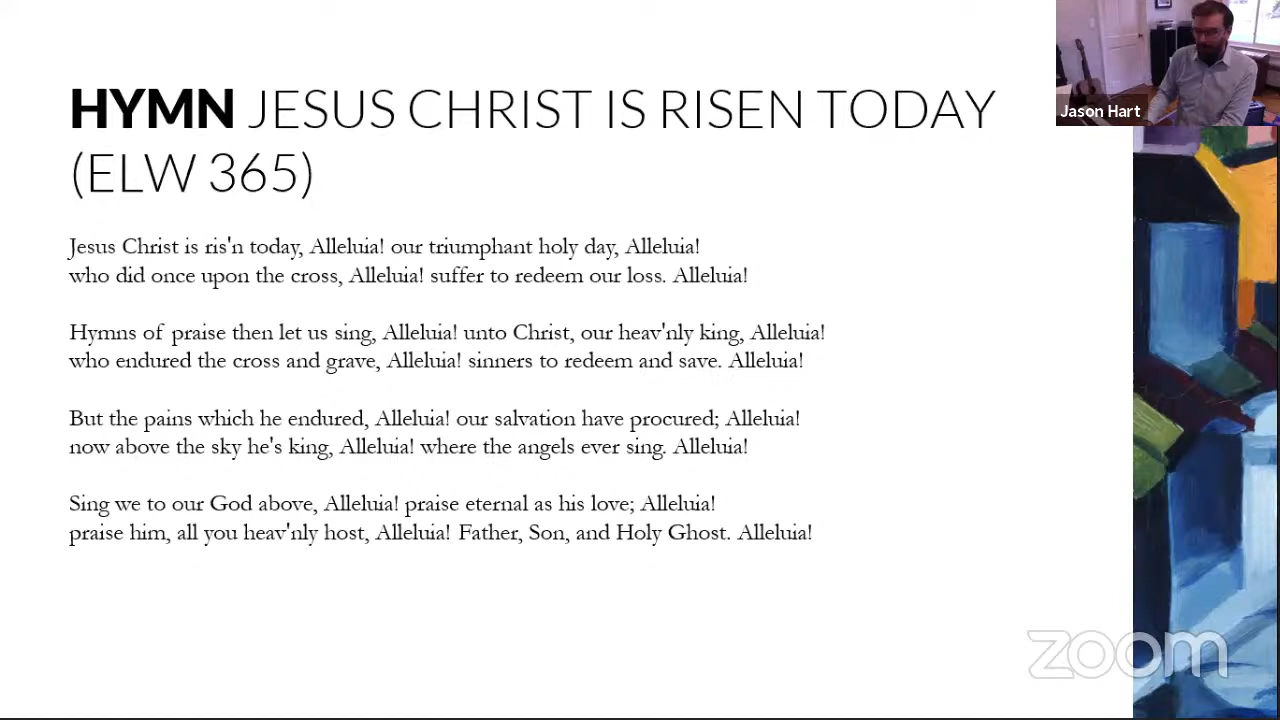 HYMN JESUS CHRIST IS RISEN TODAY
(ELW 365)
Jason Hart
Jesus Christ is ris'n today, Alleluia! our triumphant holy day, Alleluia!
who did once upon the cross, Alleluia! suffer to redeem our loss. Alleluia!
Hymns of praise then let us sing, Alleluia! unto Christ, our heav'nly king, Alleluia!
who endured the cross and grave, Alleluia! sinners to redeem and save. Alleluia!
But the pains which he endured, Alleluia! our salvation have procured; Alleluia!
now above the sky he's king, Alleluia! where the angels ever sing. Alleluia!
Sing we to our God above, Alleluia! praise eternal as his love; Alleluia!
praise him, all you heav'nly host, Alleluia! Father, Son, and Holy Ghost. Alleluia!
zoom